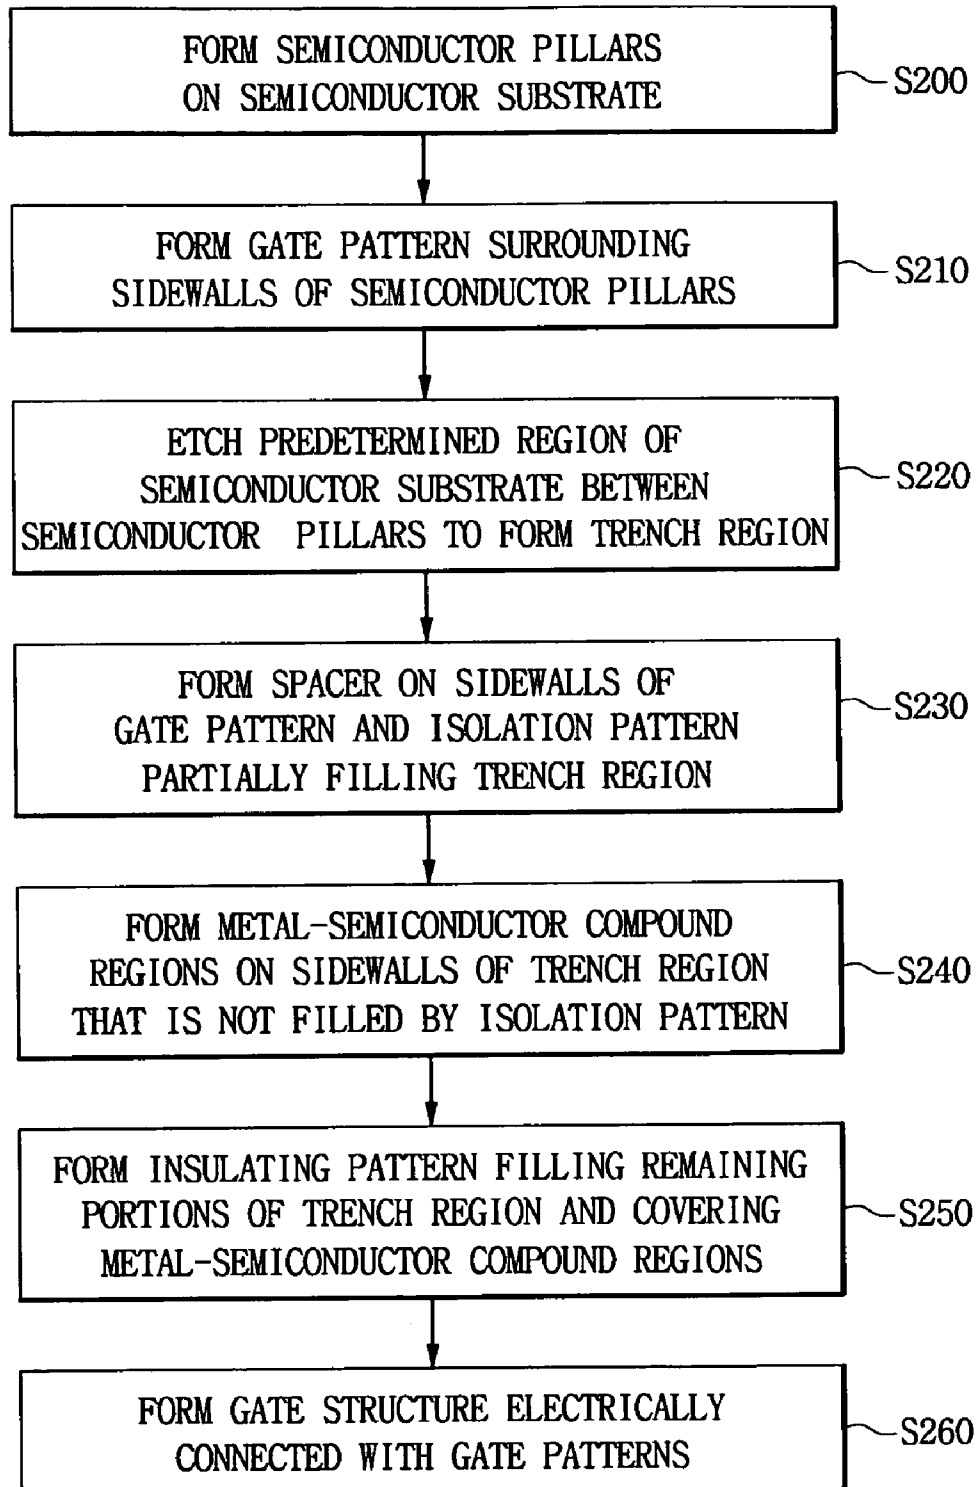 FORM SEMICONDUCTOR PILLARS
ON SEMICONDUCTOR SUBSTRATE
S200
FORM GATE PATTERN SURROUNDING
SIDEWALLS OF SEMICONDUCTOR PILLARS
S210
ETCH PREDETERMINED REGION OF
SEMICONDUCTOR SUBSTRATE BETWEEN
SEMICONDUCTOR PILLARS TO FORM TRENCH REGION
S220
FORM SPACER ON SIDEWALLS OF
GATE PATTERN AND ISOLATION PATTERN
PARTIALLY FILLING TRENCH REGION
S230
FORM METAL-SEMICONDUCTOR COMPOUND
REGIONS ON SIDEWALLS OF TRENCH REGION
THAT IS NOT FILLED BY ISOLATION PATTERN
S240
FORM INSULATING PATTERN FILLING REMAINING
PORTIONS OF TRENCH REGION AND COVERING
METAL-SEMICONDUCTOR COMPOUND REGIONS
S250
FORM GATE STRUCTURE ELECTRICALLY
CONNECTED WITH GATE PATTERNS
S260